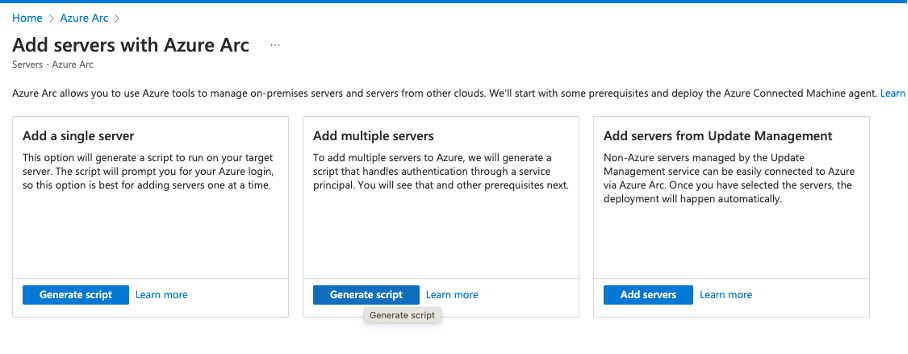 Home > Azure Arc >
Add servers with Azure Arc ...
Servers - Azure Arc
Azure Arc allows you to use Azure tools to manage on-premises servers and servers from other clouds. We'll start with some prerequisites and deploy the Azure Connected Machine agent. Learn
Add a single server
This option will generate a script to run on your target
server. The script will prompt you for your Azure login,
so this option is best for adding servers one at a time.
Generate script Learn more
Add multiple servers
To add multiple servers to Azure, we will generate a
script that handles authentication through a service
principal. You will see that and other prerequisites next.
Generate script Learn more
Generate script
Add servers from Update Management
Non-Azure servers managed by the Update
Management service can be easily connected to Azure
via Azure Arc. Once you have selected the servers, the
deployment will happen automatically.
Add servers Learn more